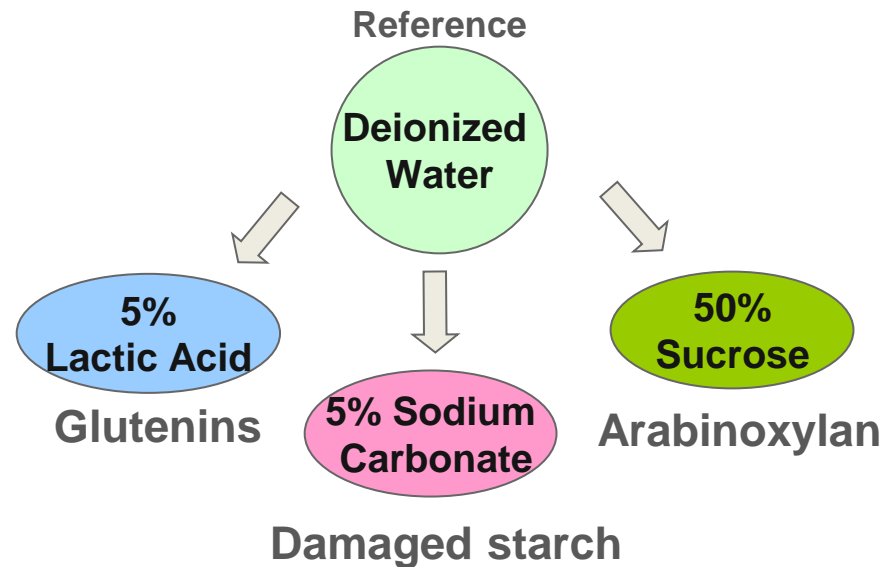 Reference
Deionized
Water
5%
Lactic Acid
Glutenins
5% Sodium
Carbonate
Damaged starch
50%
Sucrose
Arabinoxylan